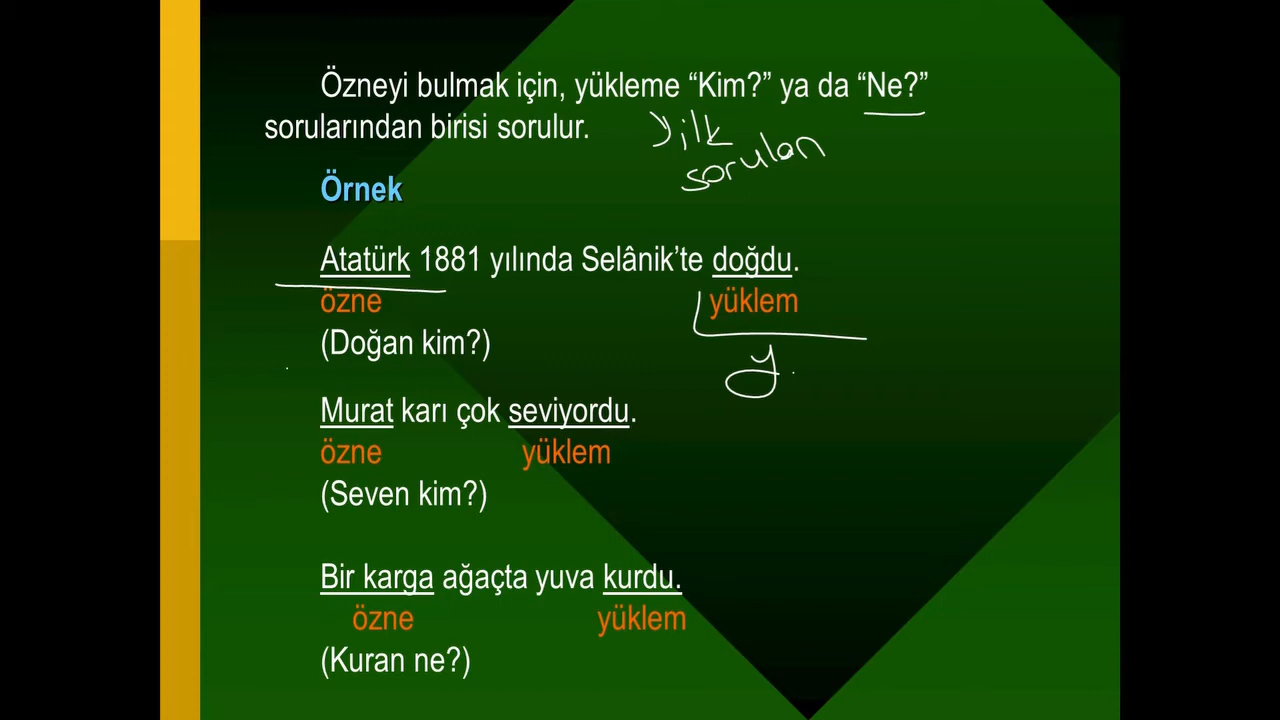 Özneyi bulmak için, yükleme “Kim?” ya da “Ne?”
sorularından birisi sorulur.
ilk
sorulan
Örnek
Atatürk 1881 yılında Selânik’te doğdu.
özne yüklem
(Doğan kim?)
y
Murat karı çok seviyordu.
özne yüklem
(Seven kim?)
Bir karga ağaçta yuva kurdu.
özne yüklem
(Kuran ne?)